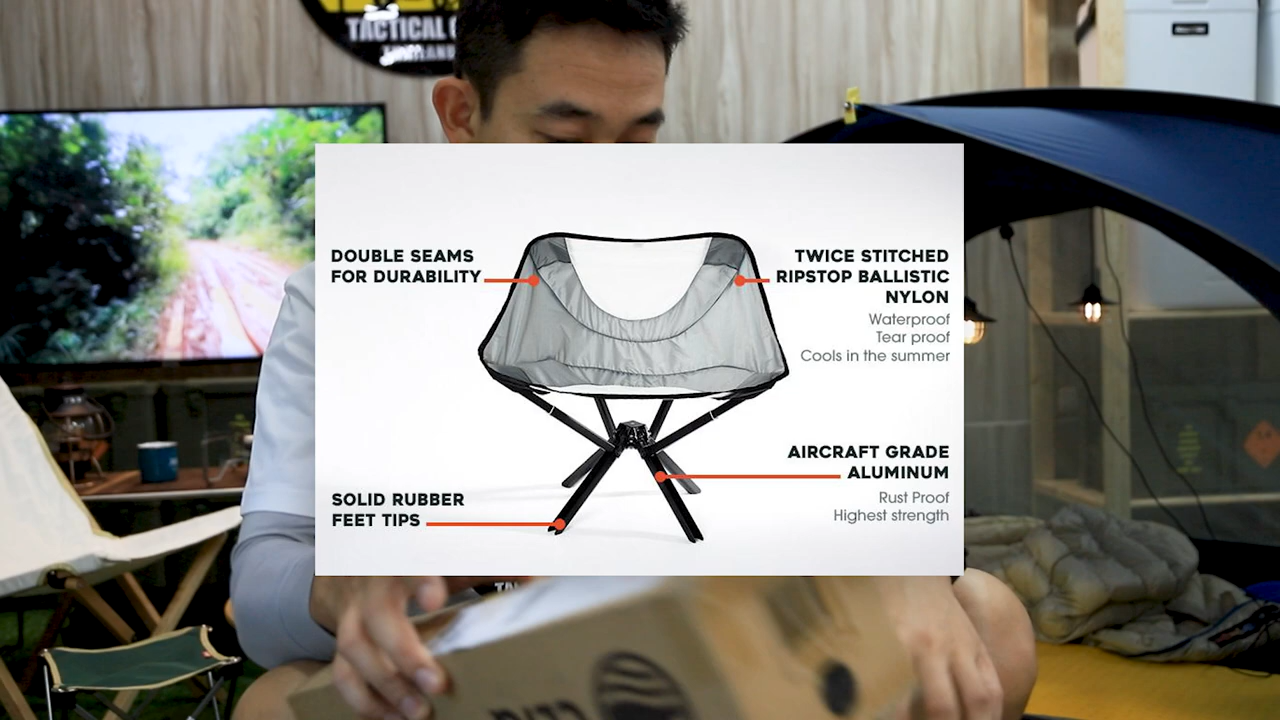 TACTICAL
THAILAND
DOUBLE SEAMS
FOR DURABILITY
TWICE STITCHED
RIPSTOP BALLISTIC
NYLON
Waterproof
Tear proof
Cools in the summer
AIRCRAFT GRADE
ALUMINUM
Rust Proof
Highest strength
SOLID RUBBER
FEET TIPS